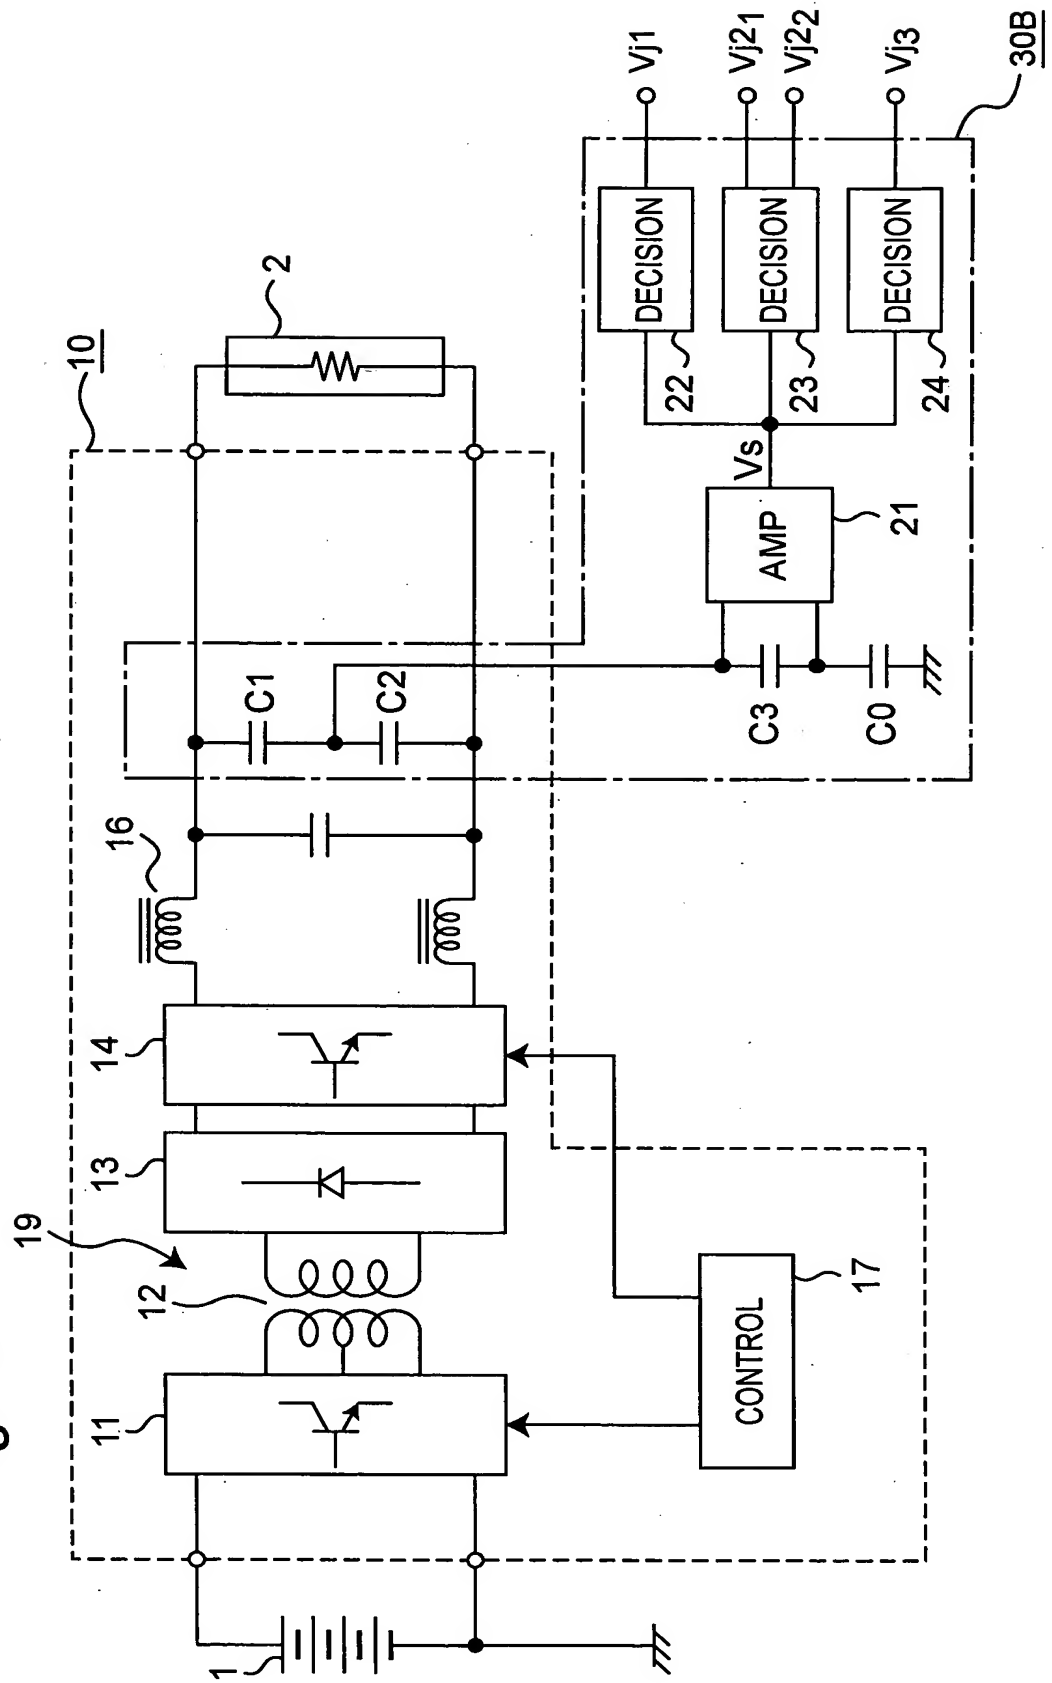 10
19
16
11
12
13
14
2
C1
C2
1
CONTROL
17
C3
C0
AMP
21
Vs
22
DECISION
Vj1
23
DECISION
Vj21
Vj22
24
DECISION
Vj3
30B